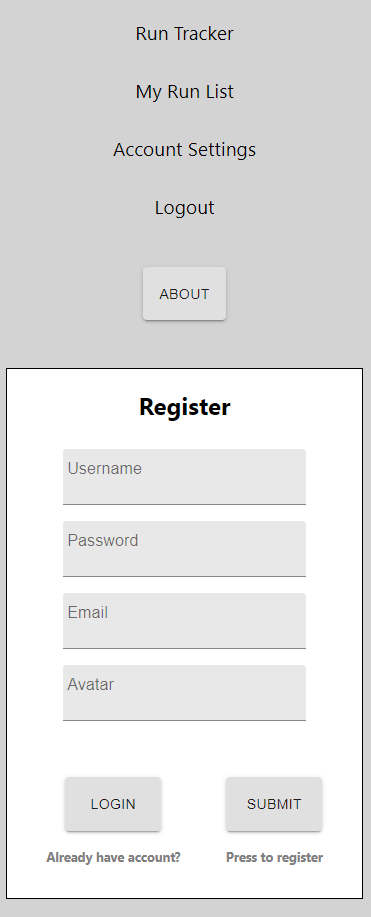 Run Tracker
My Run List
Account Settings
Logout
ABOUT
Register
Username
Password
Email
Avatar
LOGIN SUBMIT
Already have account? Press to register